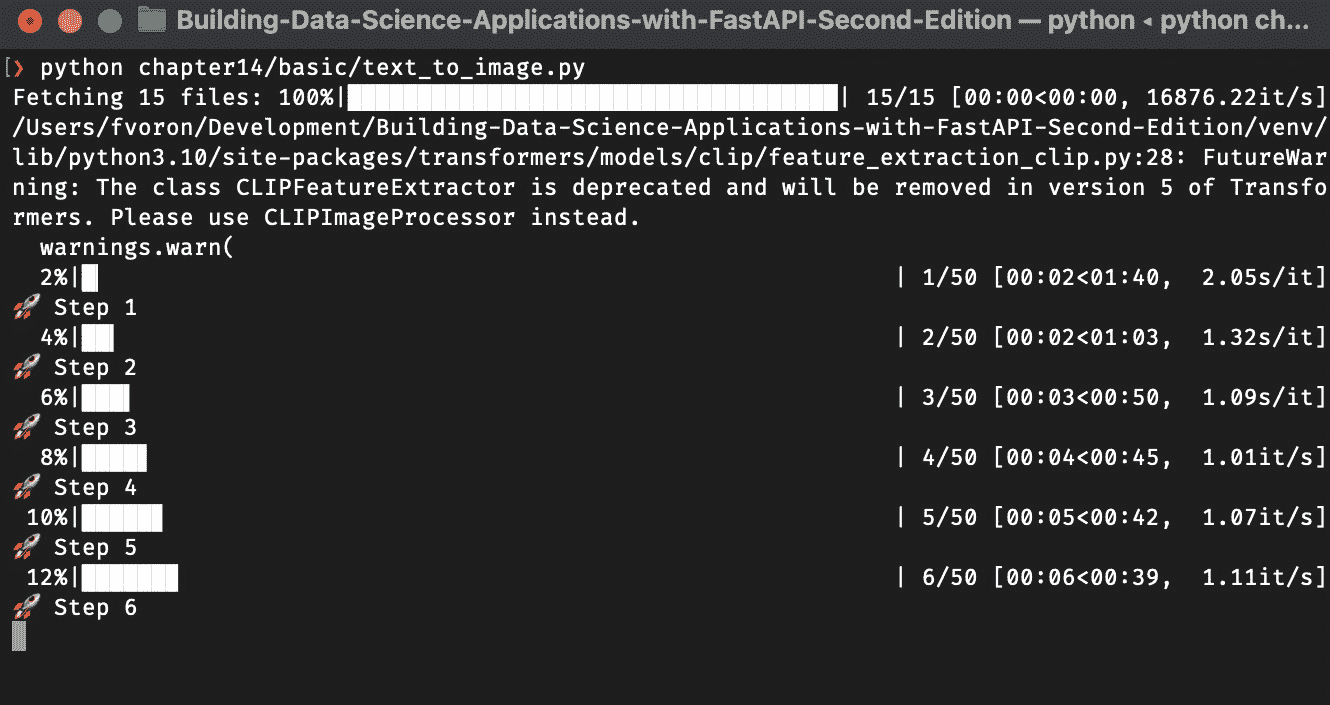 Building-Data-Science-Applications-with-FastAPI-Second-Edition — python ◂ python ch...
[❯ python chapter14/basic/text_to_image.py
Fetching 15 files: 100%|███████████████████████████████████| 15/15 [00:00<00:00, 16876.22it/s]
/Users/fvoron/Development/Building-Data-Science-Applications-with-FastAPI-Second-Edition/venv/
lib/python3.10/site-packages/transformers/models/clip/feature_extraction_clip.py:28: FutureWar
ning: The class CLIPFeatureExtractor is deprecated and will be removed in version 5 of Transfo
rmers. Please use CLIPImageProcessor instead.
  warnings.warn(
  2%|█ | 1/50 [00:02<01:40,  2.05s/it]
🚀 Step 1
  4%|██ | 2/50 [00:02<01:03,  1.32s/it]
🚀 Step 2
  6%|███ | 3/50 [00:03<00:50,  1.09s/it]
🚀 Step 3
  8%|████ | 4/50 [00:04<00:45,  1.01it/s]
🚀 Step 4
 10%|█████ | 5/50 [00:05<00:42,  1.07it/s]
🚀 Step 5
 12%|██████ | 6/50 [00:06<00:39,  1.11it/s]
🚀 Step 6